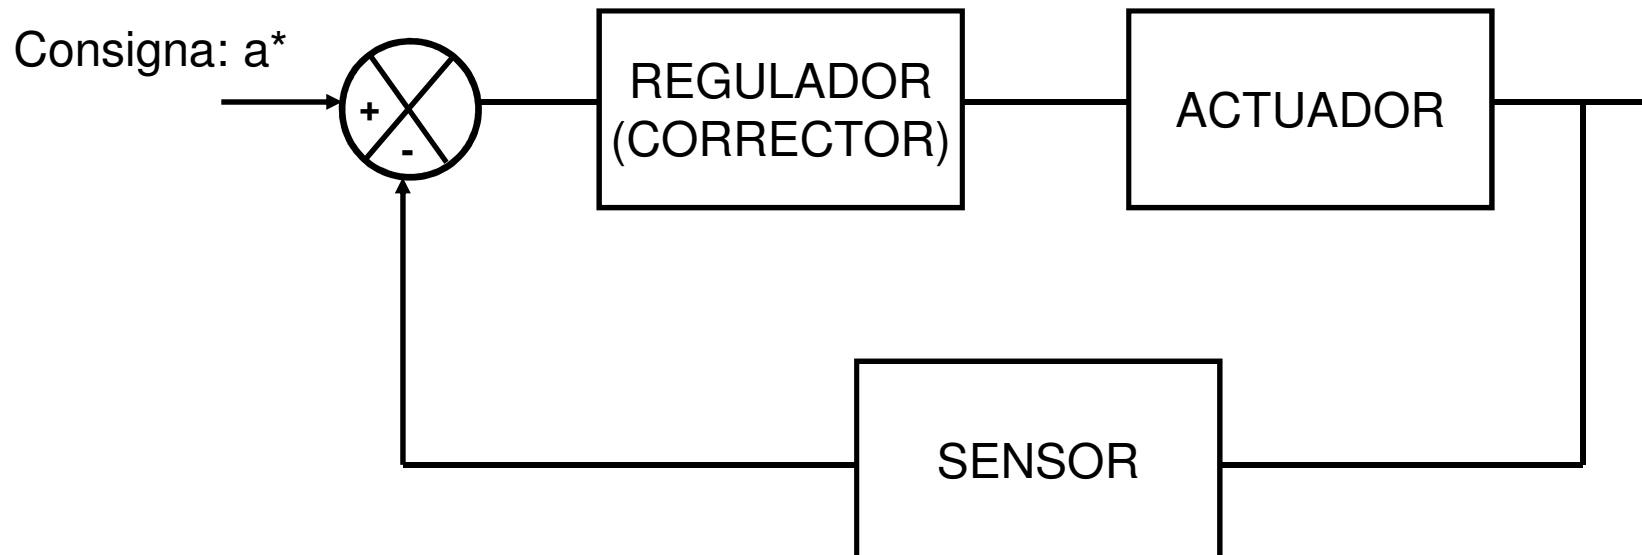 Consigna: a*
+
-
REGULADOR
(CORRECTOR)
ACTUADOR
SENSOR